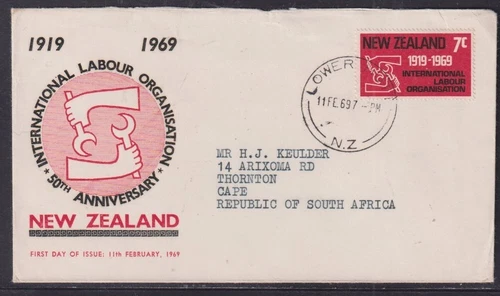 1919 1969
INTERNATIONAL LABOUR ORGANISATION
* 50TH ANNIVERSARY *
NEW ZEALAND
FIRST DAY OF ISSUE: 11th FEBRUARY, 1969
NEW ZEALAND 7c
1919-1969
INTERNATIONAL
LABOUR
ORGANISATION
LOWER
11 FE 69 7 - PM
N.Z
MR H.J. KEULDER
14 ARIXOMA RD
THORNTON
CAPE
REPUBLIC OF SOUTH AFRICA